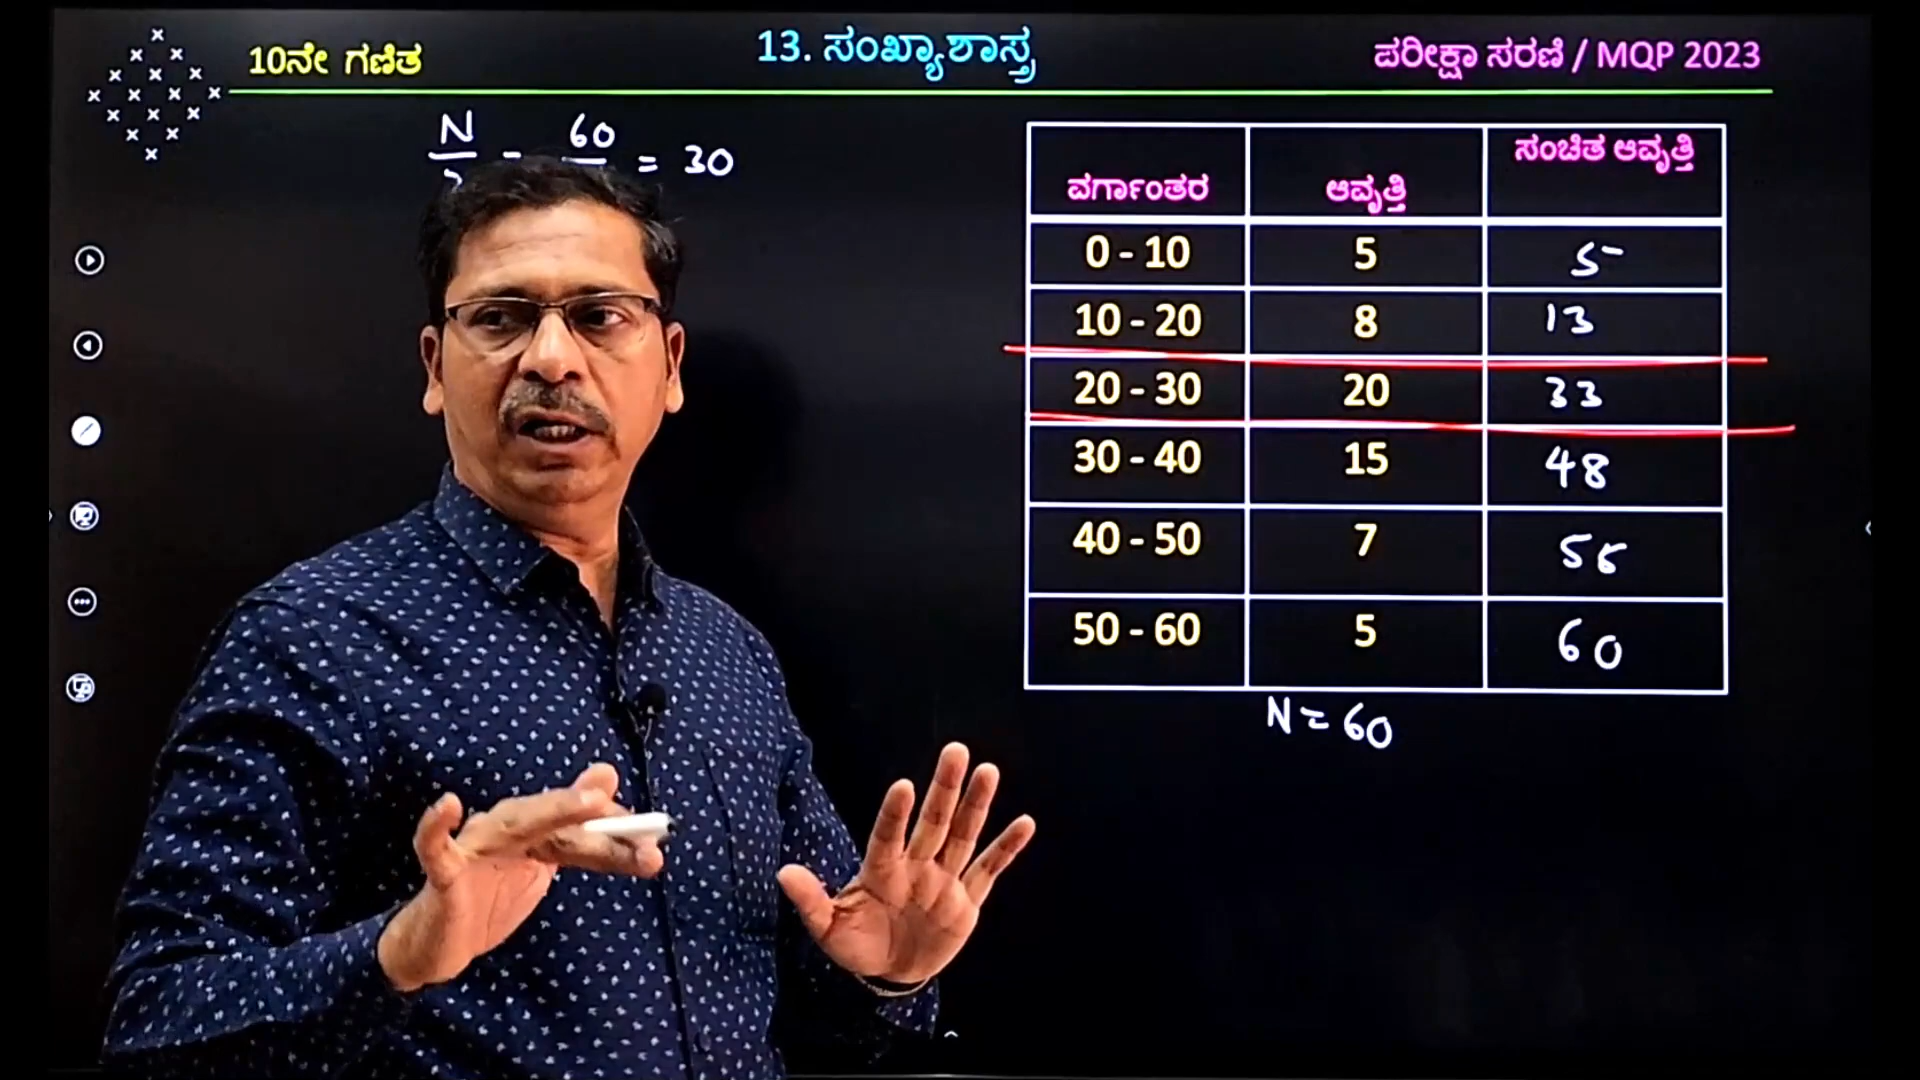 10ನೇ ಗಣಿತ
13. ಸಂಖ್ಯಾಶಾಸ್ತ್ರ
ಪರೀಕ್ಷಾ ಸರಣಿ / MQP 2023
N 60
— = — = 30
ವರ್ಗಾಂತರ ಆವೃತ್ತಿ ಸಂಚಿತ ಆವೃತ್ತಿ
0 - 10 5 5
10 - 20 8 13
20 - 30 20 33
30 - 40 15 48
40 - 50 7 55
50 - 60 5 60
N = 60